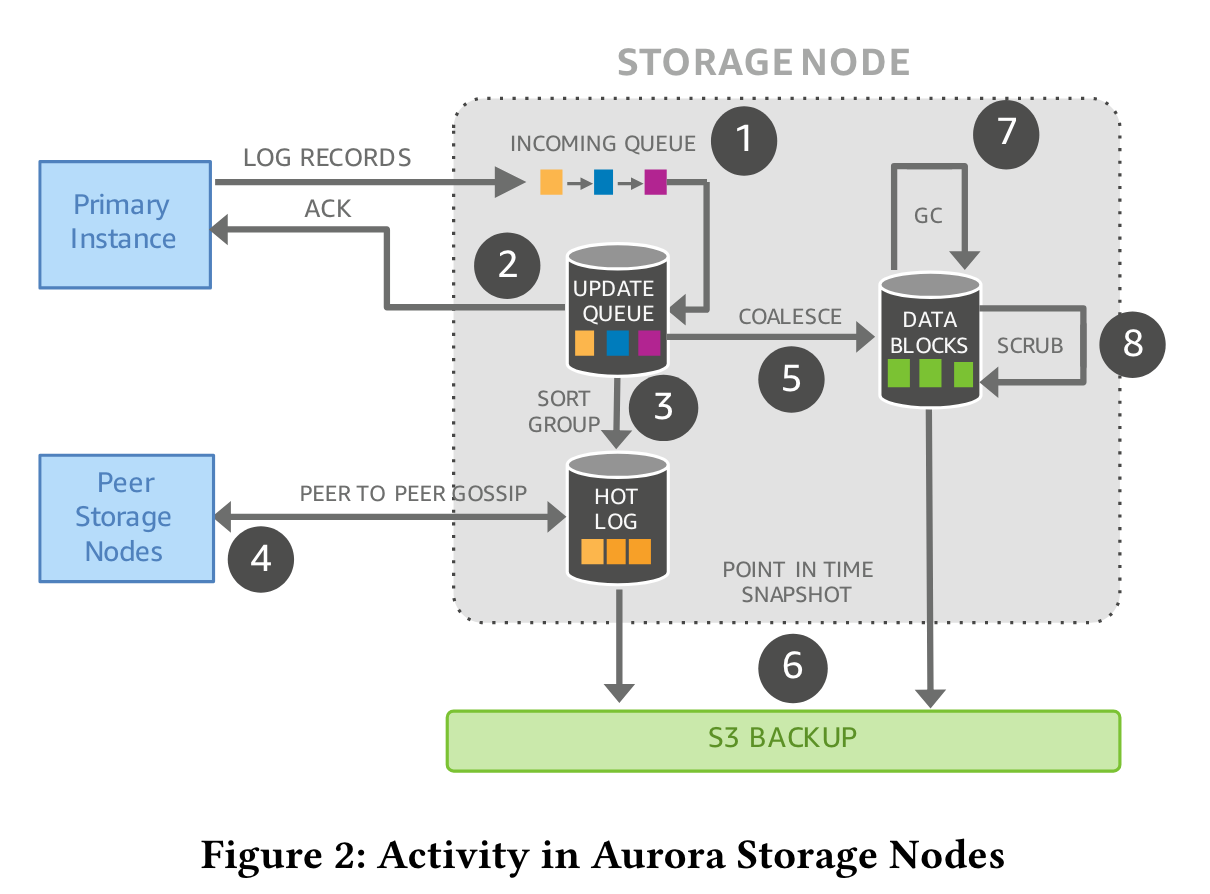 STORAGE NODE
INCOMING QUEUE
1
7
LOG RECORDS
Primary
Instance
ACK
GC
2
UPDATE
QUEUE
COALESCE
DATA
BLOCKS
SCRUB
8
5
SORT
GROUP
3
Peer
Storage
Nodes
PEER TO PEER GOSSIP
HOT
LOG
4
POINT IN TIME
SNAPSHOT
6
S3 BACKUP
Figure 2: Activity in Aurora Storage Nodes